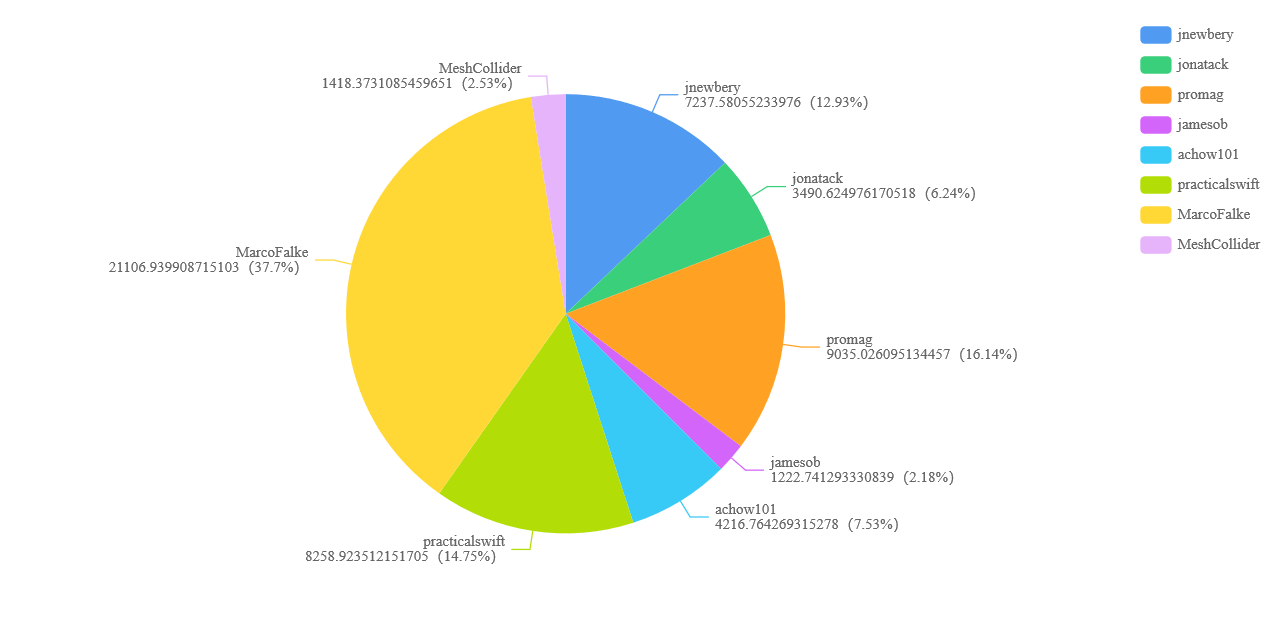 MeshCollider
1418.3731085459651 (2.53%)
jnewbery
7237.58055233976 (12.93%)
jonatack
3490.624976170518 (6.24%)
MarcoFalke
21106.939908715103 (37.7%)
promag
9035.026095134457 (16.14%)
jamesob
1222.741293330839 (2.18%)
achow101
4216.764269315278 (7.53%)
practicalswift
8258.923512151705 (14.75%)
jnewbery
jonatack
promag
jamesob
achow101
practicalswift
MarcoFalke
MeshCollider